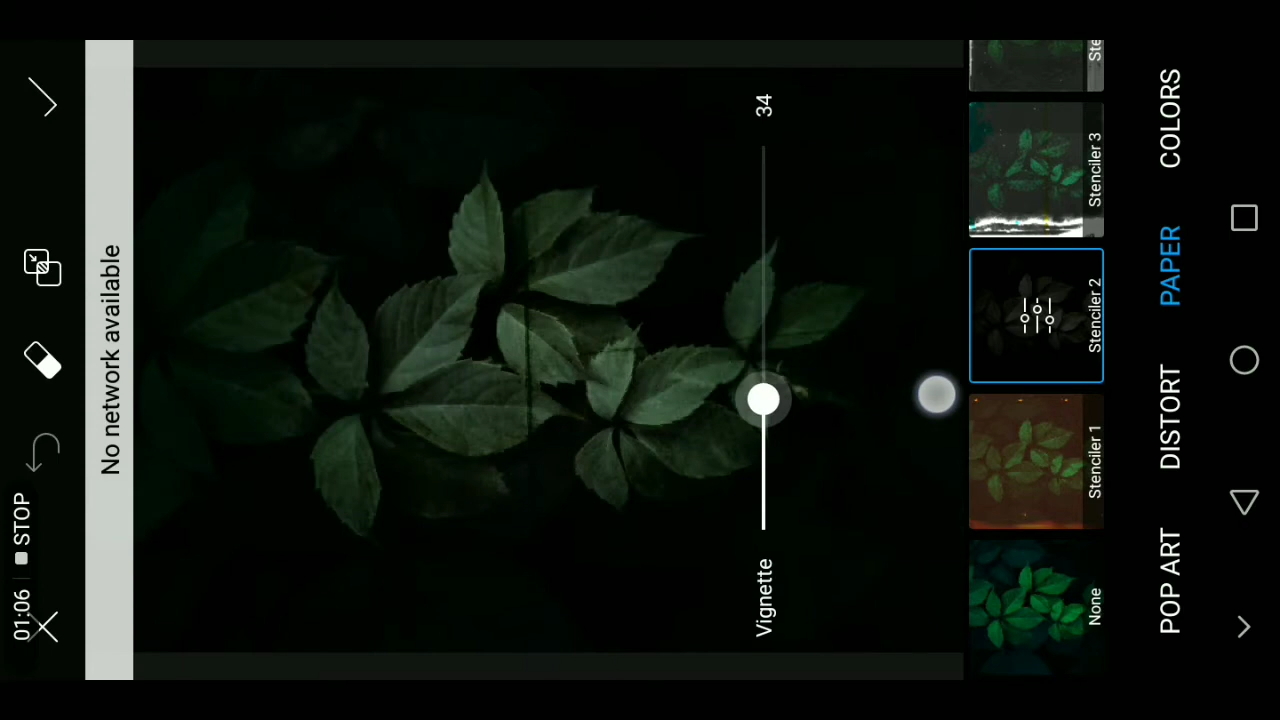 01:06 STOP
No network available
Vignette 34
None
Stenciler 1
Stenciler 2
Stenciler 3
Ste
POP ART
DISTORT
PAPER
COLORS